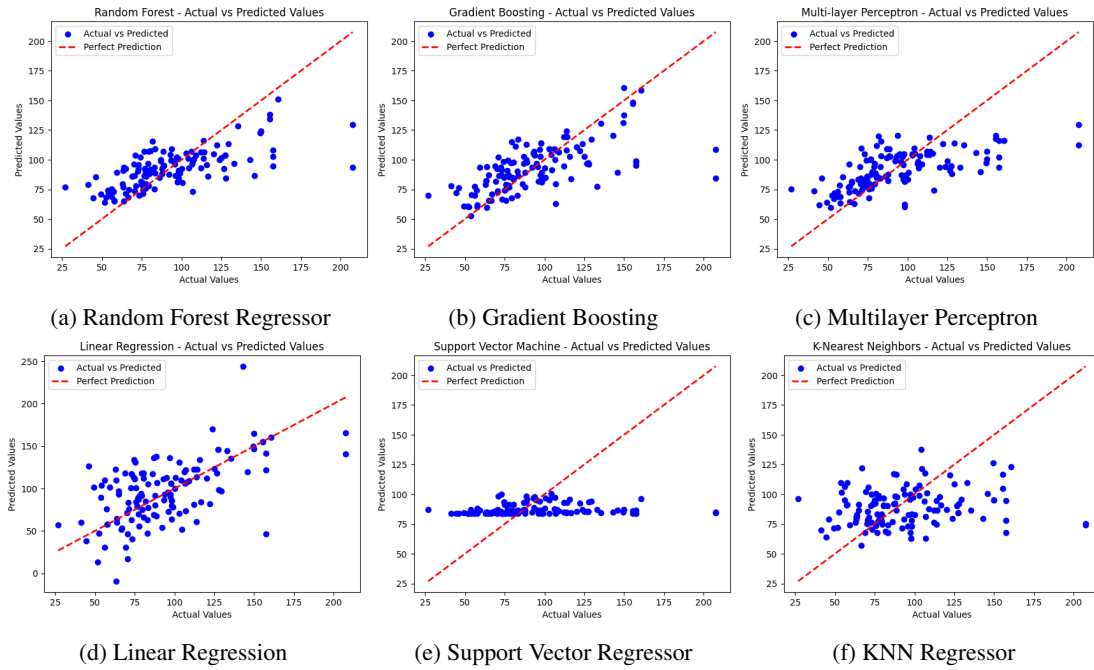 Random Forest - Actual vs Predicted Values
Actual vs Predicted
Perfect Prediction
Predicted Values
200
175
150
125
100
75
50
25
25 50 75 100 125 150 175 200
Actual Values
(a) Random Forest Regressor
Gradient Boosting - Actual vs Predicted Values
Actual vs Predicted
Perfect Prediction
Predicted Values
200
175
150
125
100
75
50
25
25 50 75 100 125 150 175 200
Actual Values
(b) Gradient Boosting
Multi-layer Perceptron - Actual vs Predicted Values
Actual vs Predicted
Perfect Prediction
Predicted Values
200
175
150
125
100
75
50
25
25 50 75 100 125 150 175 200
Actual Values
(c) Multilayer Perceptron
Linear Regression - Actual vs Predicted Values
Actual vs Predicted
Perfect Prediction
Predicted Values
250
200
150
100
50
0
25 50 75 100 125 150 175 200
Actual Values
(d) Linear Regression
Support Vector Machine - Actual vs Predicted Values
Actual vs Predicted
Perfect Prediction
Predicted Values
200
175
150
125
100
75
50
25
25 50 75 100 125 150 175 200
Actual Values
(e) Support Vector Regressor
K-Nearest Neighbors - Actual vs Predicted Values
Actual vs Predicted
Perfect Prediction
Predicted Values
200
175
150
125
100
75
50
25
25 50 75 100 125 150 175 200
Actual Values
(f) KNN Regressor